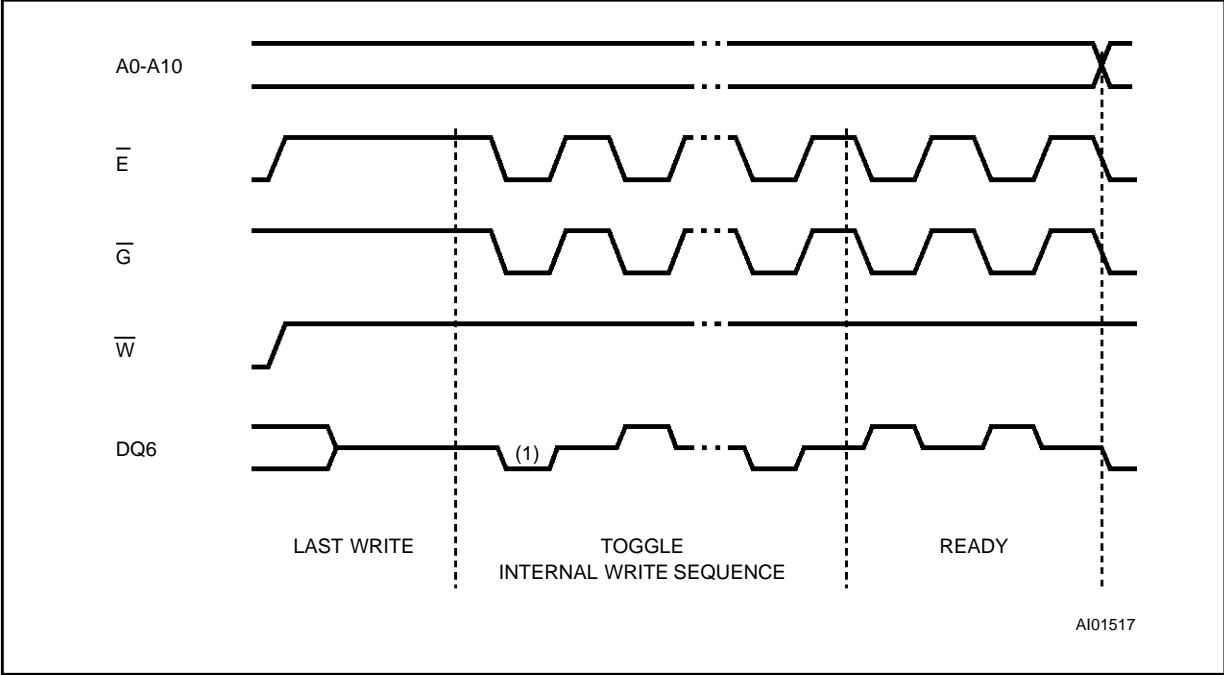 A0-A10
E̅
G̅
W̅
DQ6
(1)
LAST WRITE
TOGGLE
READY
INTERNAL WRITE SEQUENCE
AI01517